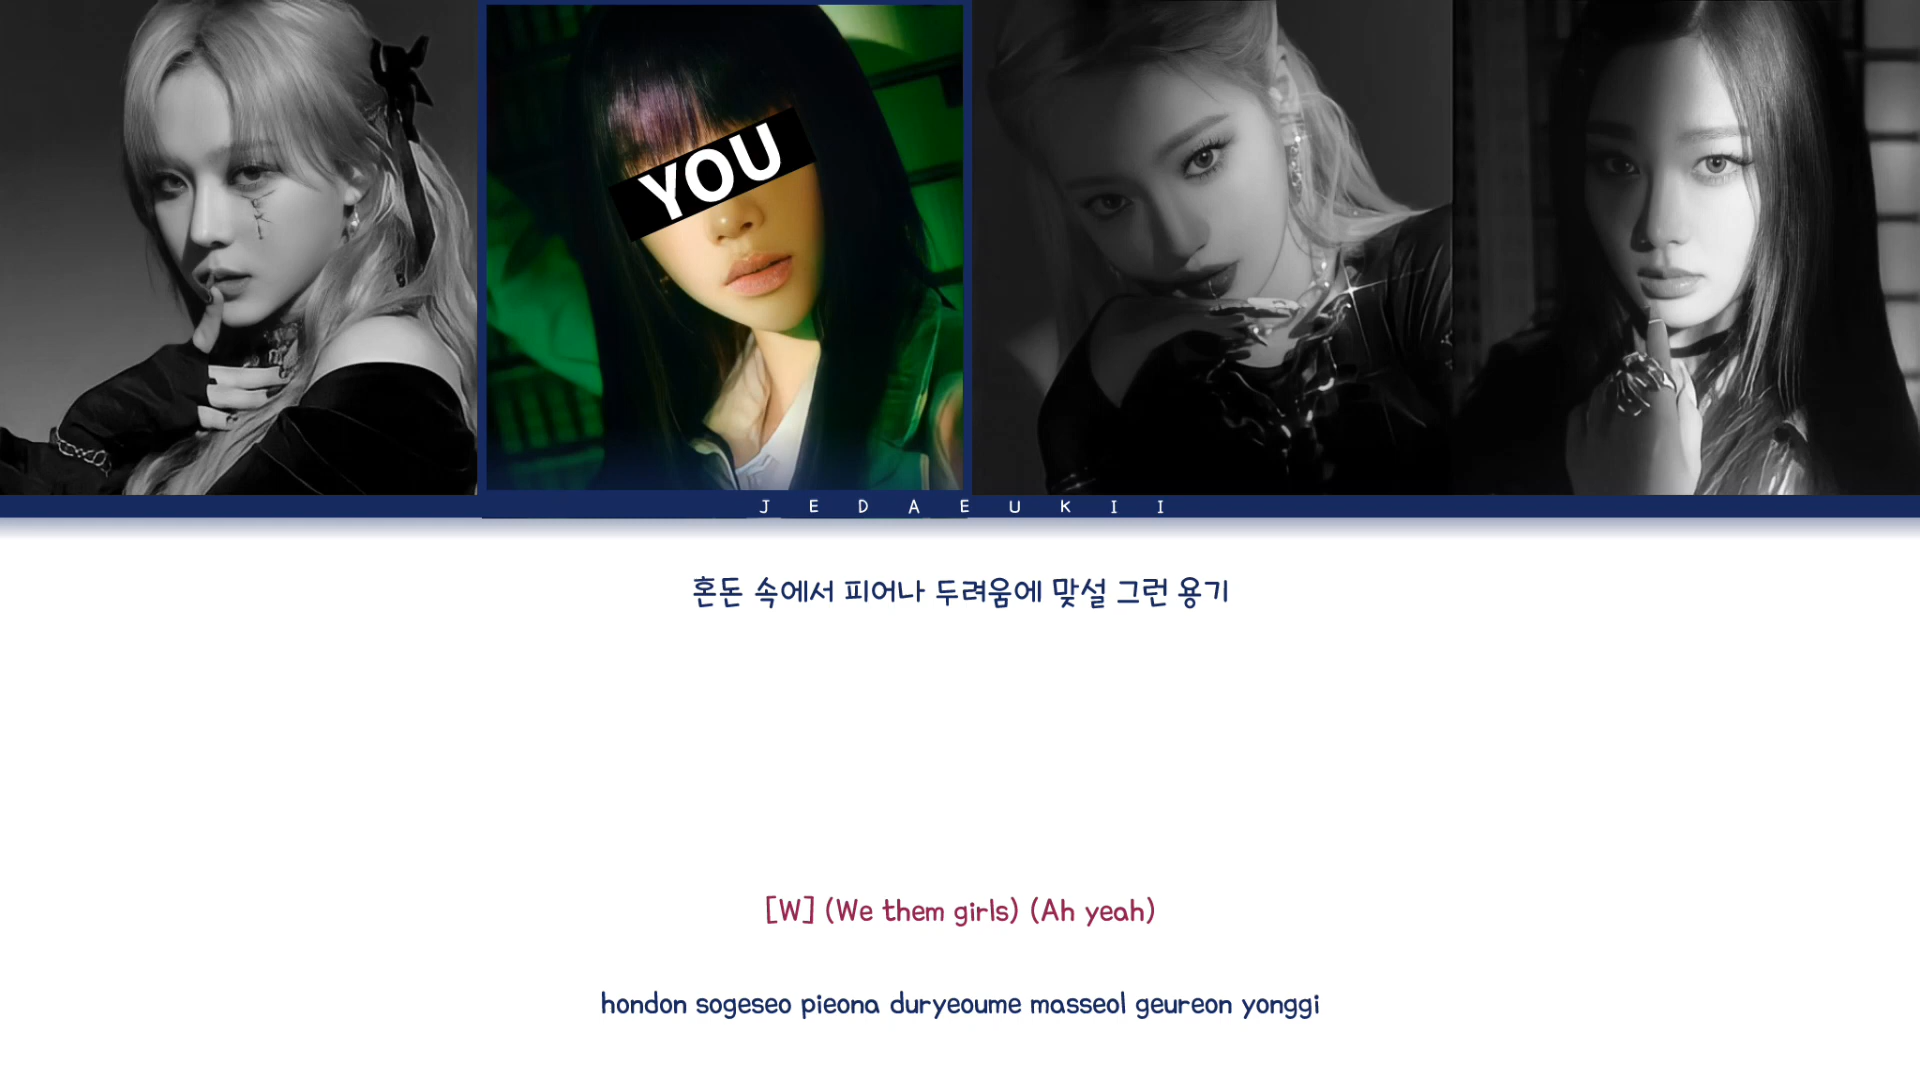 YOU
J E D A E U K I I
혼돈 속에서 피어나 두려움에 맞설 그런 용기
[W] (We them girls) (Ah yeah)
hondon sogeseo pieona duryeoume masseol geureon yonggi